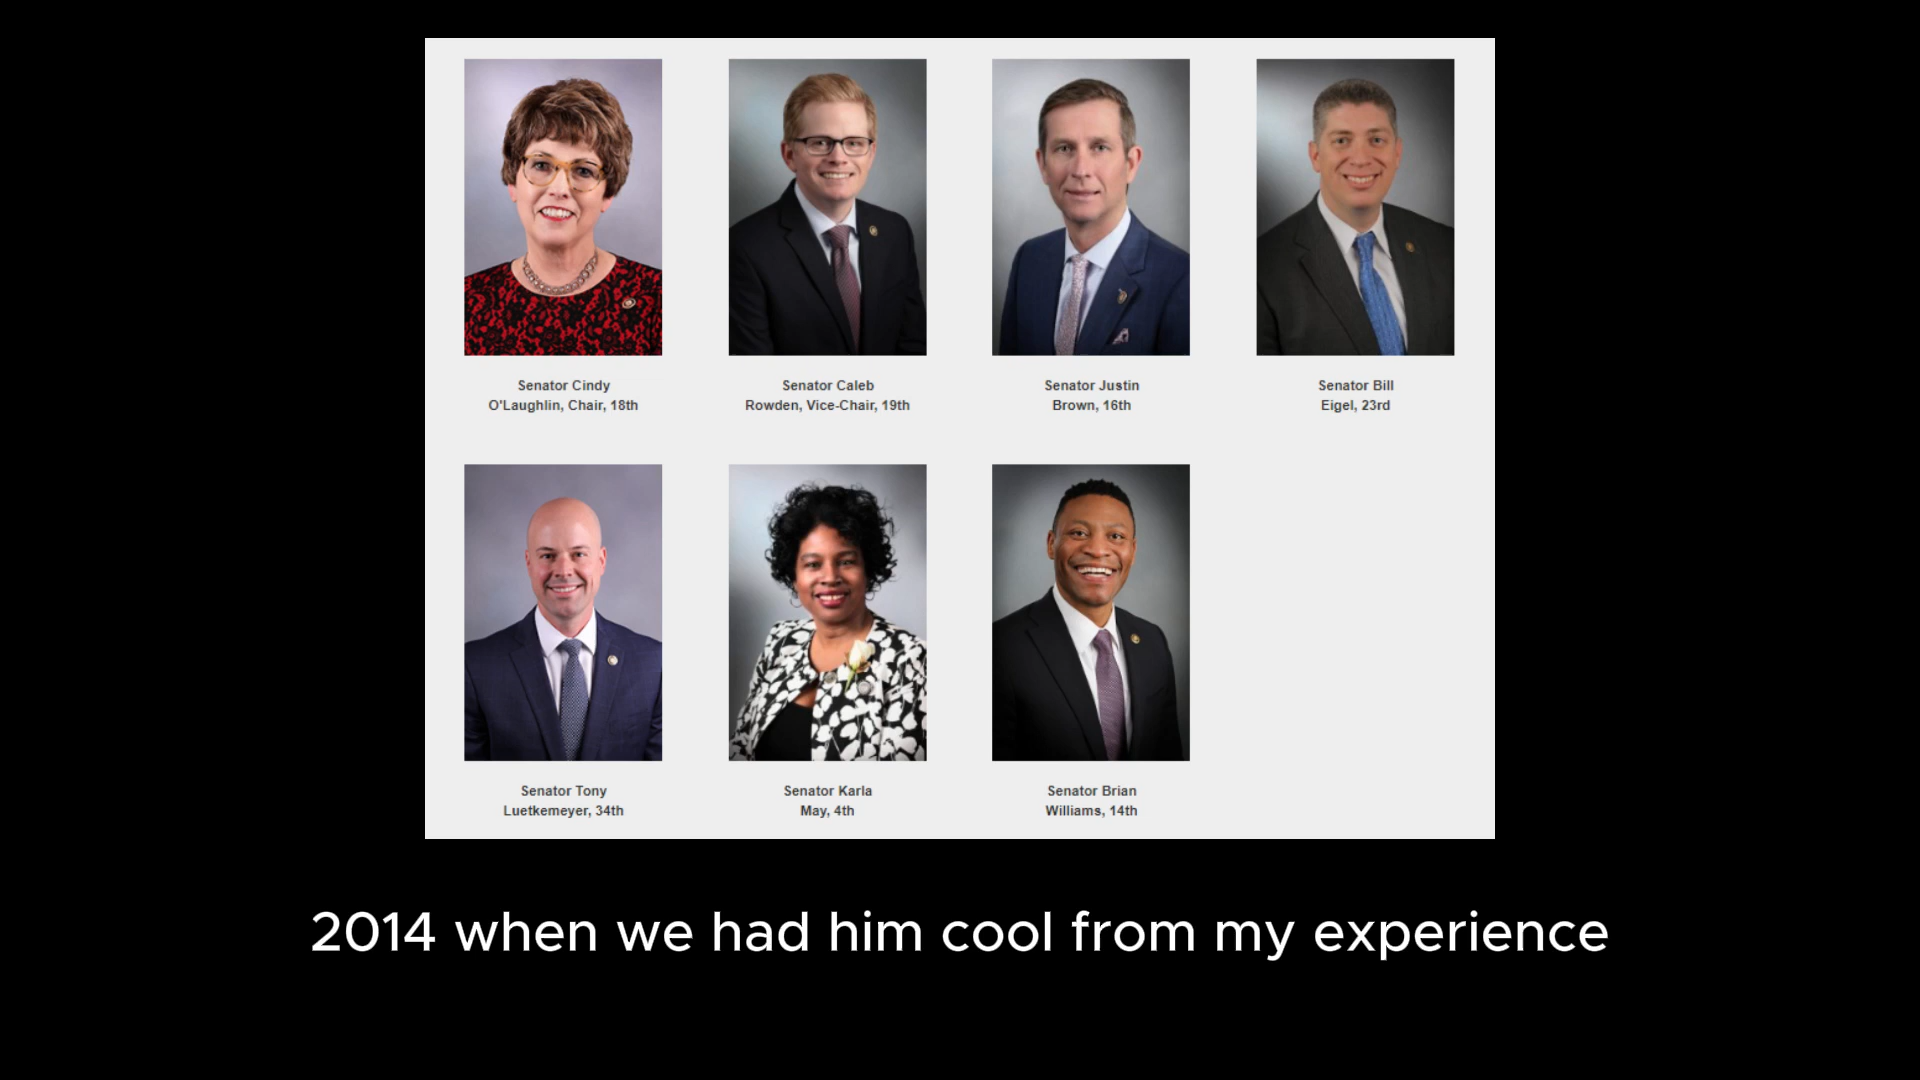 Senator Cindy
O'Laughlin, Chair, 18th
Senator Caleb
Rowden, Vice-Chair, 19th
Senator Justin
Brown, 16th
Senator Bill
Eigel, 23rd
Senator Tony
Luetkemeyer, 34th
Senator Karla
May, 4th
Senator Brian
Williams, 14th
2014 when we had him cool from my experience